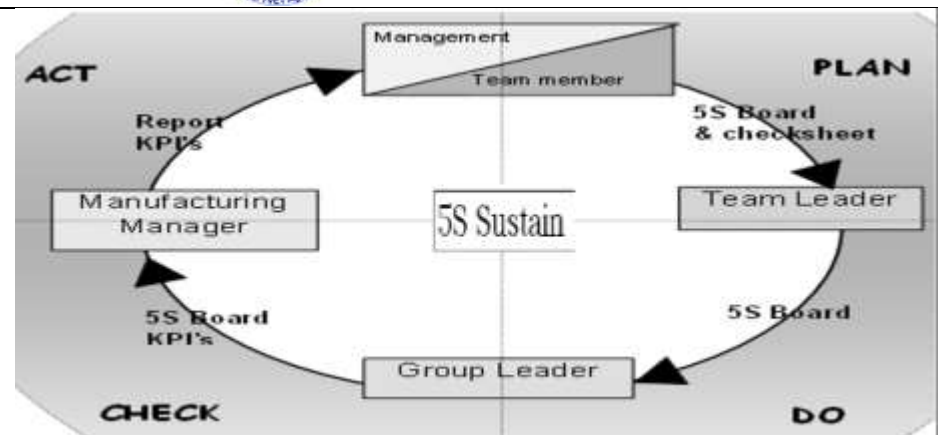 Management
Team member
ACT
PLAN
Report
KPI's
5S Board
& checksheet
Manufacturing
Manager
5S Sustain
Team Leader
5S Board
KPI's
5S Board
Group Leader
CHECK
DO